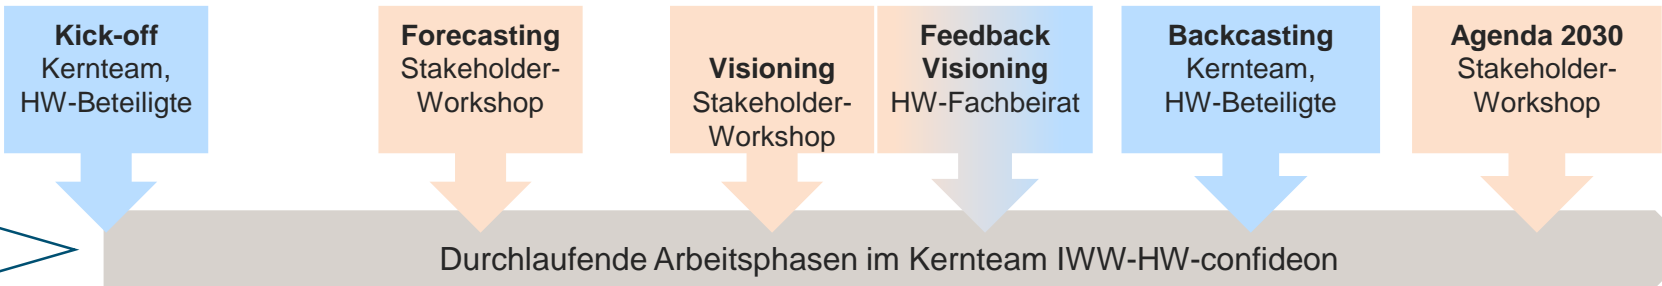 Kick-off
Kernteam,
HW-Beteiligte
Forecasting
Stakeholder-
Workshop
Visioning
Stakeholder-
Workshop
Feedback
Visioning
HW-Fachbeirat
Backcasting
Kernteam,
HW-Beteiligte
Agenda 2030
Stakeholder-
Workshop
Durchlaufende Arbeitsphasen im Kernteam IWW-HW-confideon